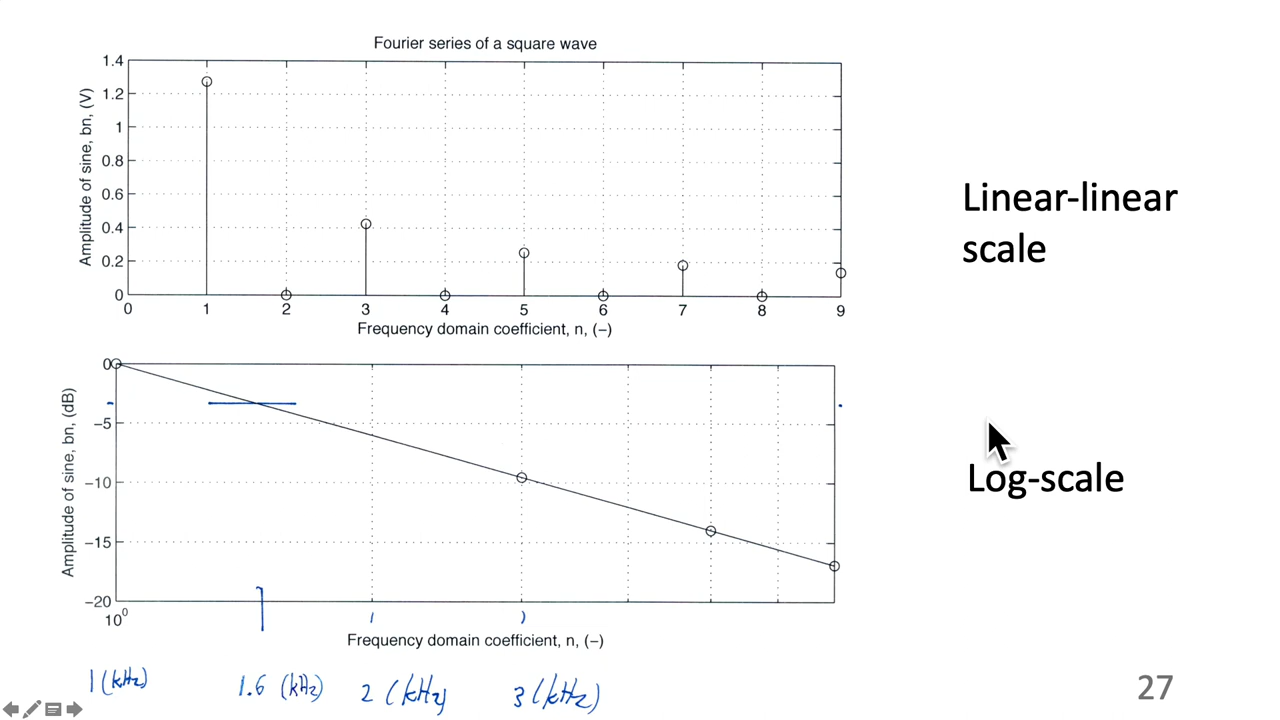 Fourier series of a square wave
1.4
1.2
1
0.8
0.6
0.4
0.2
0
Amplitude of sine, bn, (V)
0 1 2 3 4 5 6 7 8 9
Frequency domain coefficient, n, (−)
Linear-linear
scale
0
−5
−10
−15
−20
Amplitude of sine, bn, (dB)
10⁰
Frequency domain coefficient, n, (−)
Log-scale
1 (kHz) 1.6 (kHz) 2 (kHz) 3 (kHz)
27